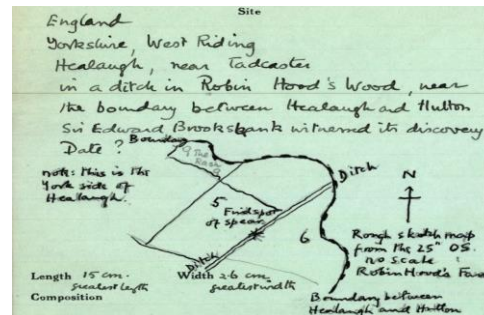 Site
England
Yorkshire, West Riding
Healaugh, near Tadcaster
in a ditch in Robin Hood's Wood, near
the boundary between Healaugh and Hutton
Sir Edward Brooksbank witnessed its discovery
Date ?
Boundary
note: this is the
York side of
Healaugh.
9 The
9
Ditch
N
5
Findspot
of spear
6
Ditch
Rough sketch map
from the 25" OS.
no scale
Robin Hood's
Boundary between
Healaugh and Hutton
Length 15 cm.
greatest length
Width 2.6 cm.
greatest width
Composition